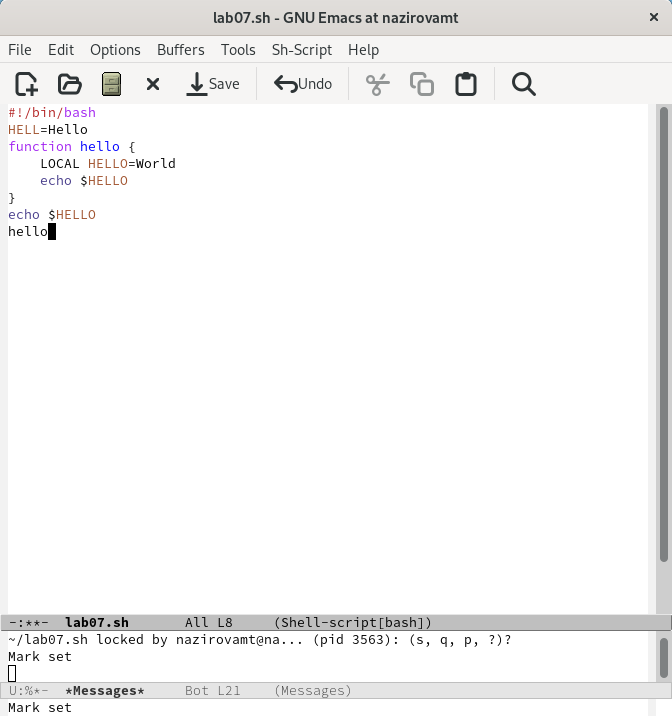 lab07.sh - GNU Emacs at nazirovamt
File Edit Options Buffers Tools Sh-Script Help
Save Undo
#!/bin/bash
HELL=Hello
function hello {
    LOCAL HELLO=World
    echo $HELLO
}
echo $HELLO
hello
-:**-  lab07.sh       All L8     (Shell-script[bash])
~/lab07.sh locked by nazirovamt@na... (pid 3563): (s, q, p, ?)?
Mark set
U:%*-  *Messages*     Bot L21    (Messages)
Mark set